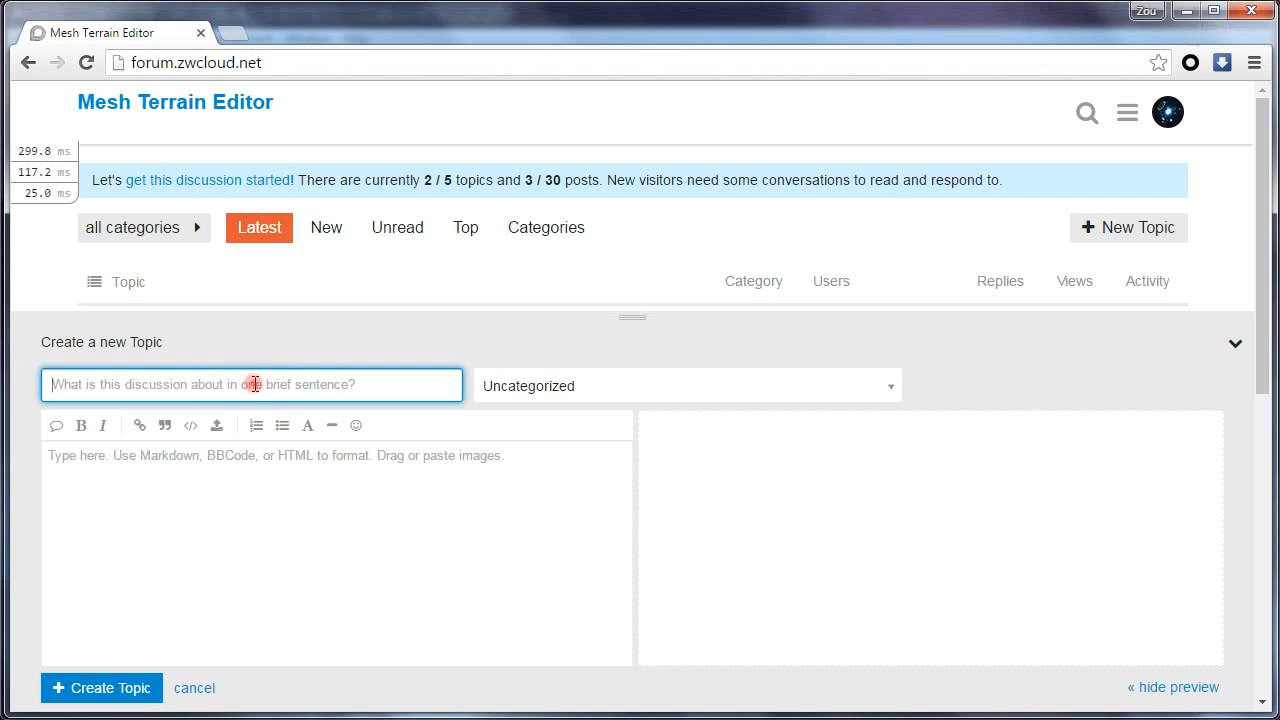 Zou
Mesh Terrain Editor
forum.zwcloud.net
Mesh Terrain Editor
299.8 ms
117.2 ms
25.0 ms
Let's get this discussion started! There are currently 2 / 5 topics and 3 / 30 posts. New visitors need some conversations to read and respond to.
all categories Latest New Unread Top Categories + New Topic
Topic Category Users Replies Views Activity
Create a new Topic
What is this discussion about in one brief sentence? Uncategorized
B I </> A
Type here. Use Markdown, BBCode, or HTML to format. Drag or paste images.
+ Create Topic cancel « hide preview